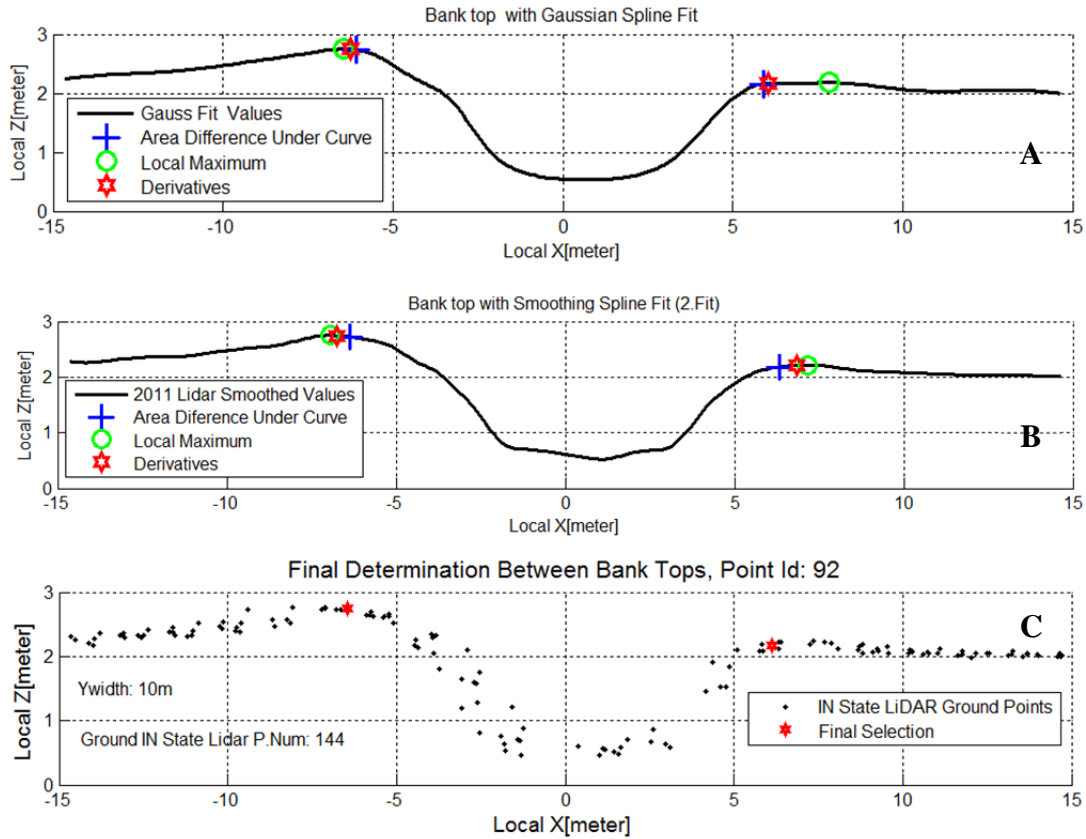 Bank top with Gaussian Spline Fit
3
2
1
0
Local Z[meter]
Gauss Fit Values
Area Difference Under Curve
Local Maximum
Derivatives
A
-15 -10 -5 0 5 10 15
Local X[meter]
Bank top with Smoothing Spline Fit (2.Fit)
3
2
1
0
Local Z[meter]
2011 Lidar Smoothed Values
Area Diference Under Curve
Local Maximum
Derivatives
B
-15 -10 -5 0 5 10 15
Local X[meter]
Final Determination Between Bank Tops, Point Id: 92
3
2
1
0
Local Z[meter]
C
Ywidth: 10m
Ground IN State Lidar P.Num: 144
IN State LiDAR Ground Points
Final Selection
-15 -10 -5 0 5 10 15
Local X[meter]